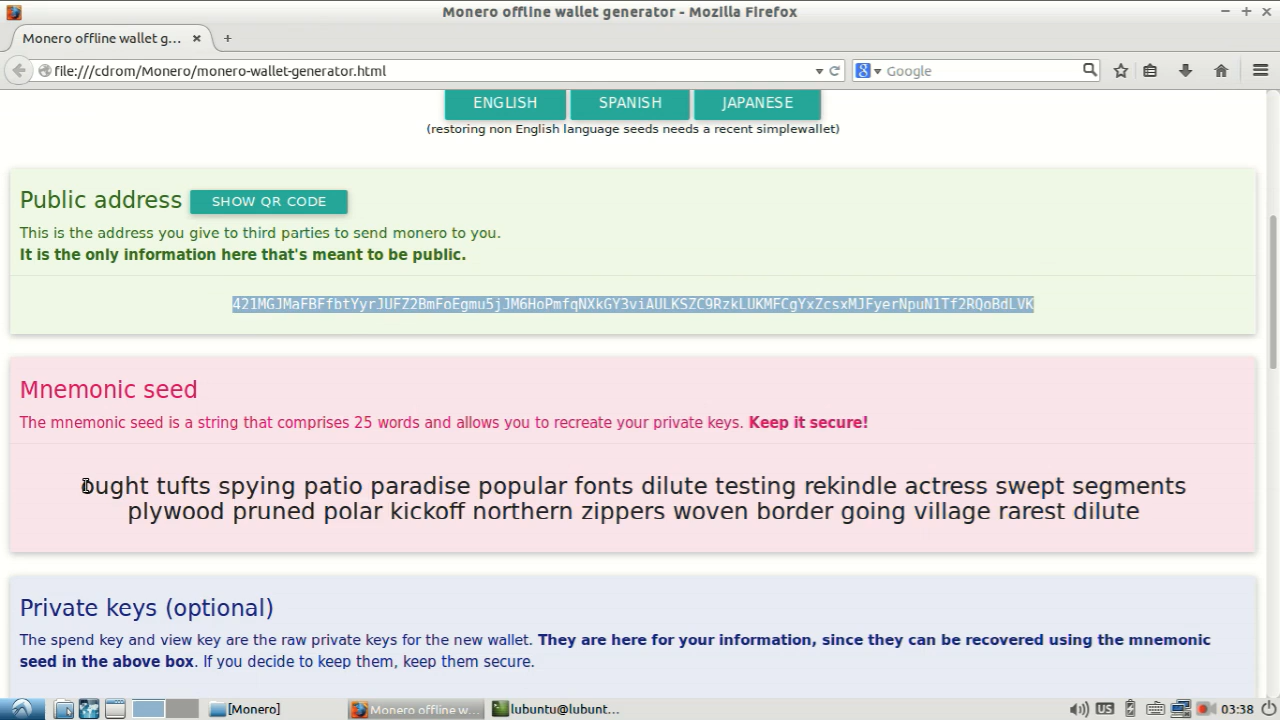 Monero offline wallet generator - Mozilla Firefox
Monero offline wallet g...
file:///cdrom/Monero/monero-wallet-generator.html
Google
ENGLISH
SPANISH
JAPANESE
(restoring non English language seeds needs a recent simplewallet)
Public address
SHOW QR CODE
This is the address you give to third parties to send monero to you.
It is the only information here that's meant to be public.
421MGJMaFBFfbtYyrJUFZ2BmFoEgmu5jJM6HoPmfqNXkGY3viAULKSZC9RzkLUKMFCgYxZcsxMJFyerNpuN1Tf2RQoBdLVK
Mnemonic seed
The mnemonic seed is a string that comprises 25 words and allows you to recreate your private keys. Keep it secure!
ought tufts spying patio paradise popular fonts dilute testing rekindle actress swept segments
plywood pruned polar kickoff northern zippers woven border going village rarest dilute
Private keys (optional)
The spend key and view key are the raw private keys for the new wallet. They are here for your information, since they can be recovered using the mnemonic
seed in the above box. If you decide to keep them, keep them secure.
[Monero]
Monero offline w...
lubuntu@lubunt...
US
03:38